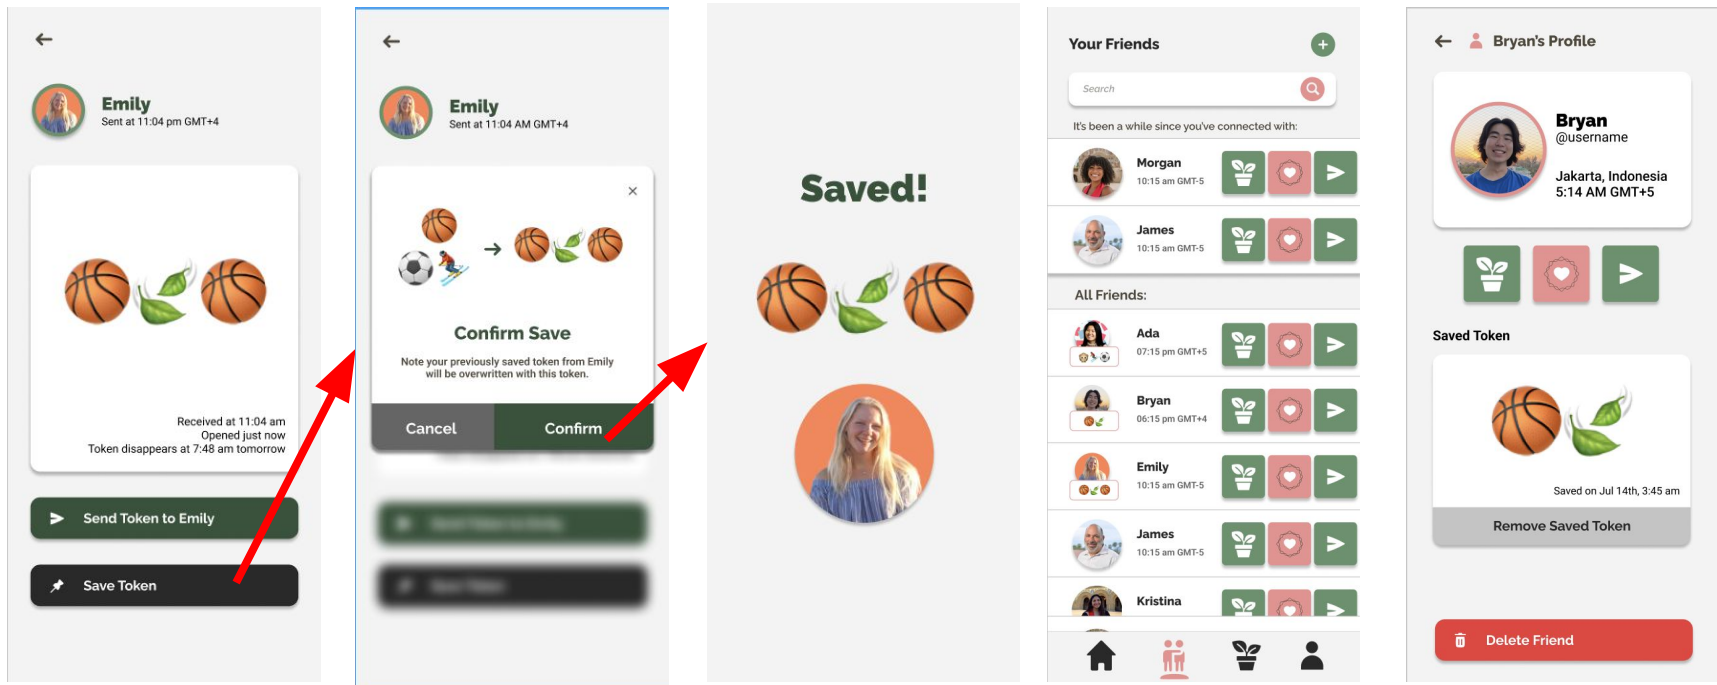 Emily
Sent at 11:04 pm GMT+4
Received at 11:04 am
Opened just now
Token disappears at 7:48 am tomorrow
Send Token to Emily
Save Token
Emily
Sent at 11:04 AM GMT+4
×
Confirm Save
Note your previously saved token from Emily
will be overwritten with this token.
Cancel
Confirm
Send Token to Emily
Save Token
Saved!
Your Friends
Search
It's been a while since you've connected with:
Morgan
10:15 am GMT-5
James
10:15 am GMT-5
All Friends:
Ada
07:15 pm GMT+5
Bryan
06:15 pm GMT+4
Emily
10:15 am GMT-5
James
10:15 am GMT-5
Kristina
Bryan's Profile
Bryan
@username
Jakarta, Indonesia
5:14 AM GMT+5
Saved Token
Saved on Jul 14th, 3:45 am
Remove Saved Token
Delete Friend